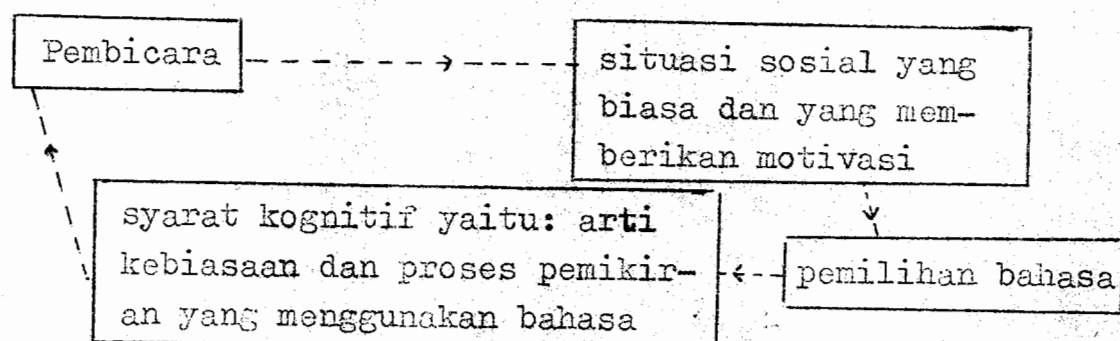 Pembicara
situasi sosial yang
biasa dan yang mem-
berikan motivasi
syarat kognitif yaitu: arti
kebiasaan dan proses pemikir-
an yang menggunakan bahasa
pemilihan bahasa